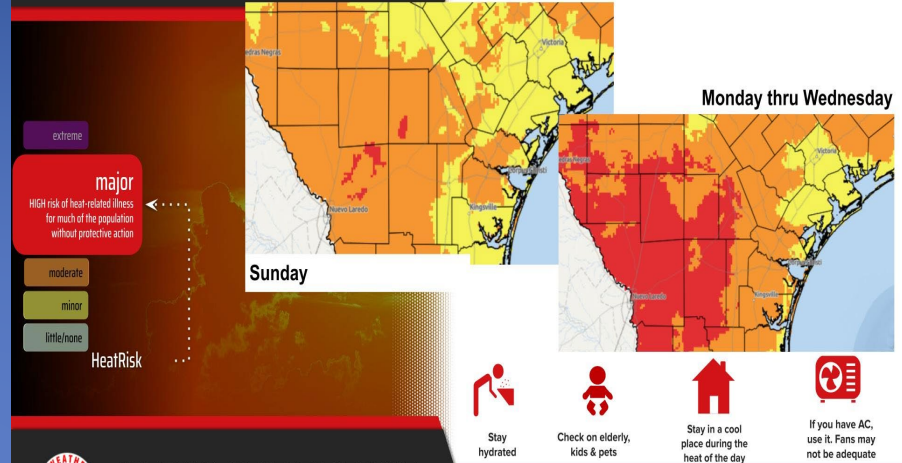 extreme
major
HIGH risk of heat-related illness
for much of the population
without protective action
moderate
minor
little/none
HeatRisk
Victoria
Nuevo Laredo
Kingsville
Sunday
Monday thru Wednesday
Victoria
Nuevo Laredo
Kingsville
Stay
hydrated
Check on elderly,
kids & pets
Stay in a cool
place during the
heat of the day
If you have AC,
use it. Fans may
not be adequate